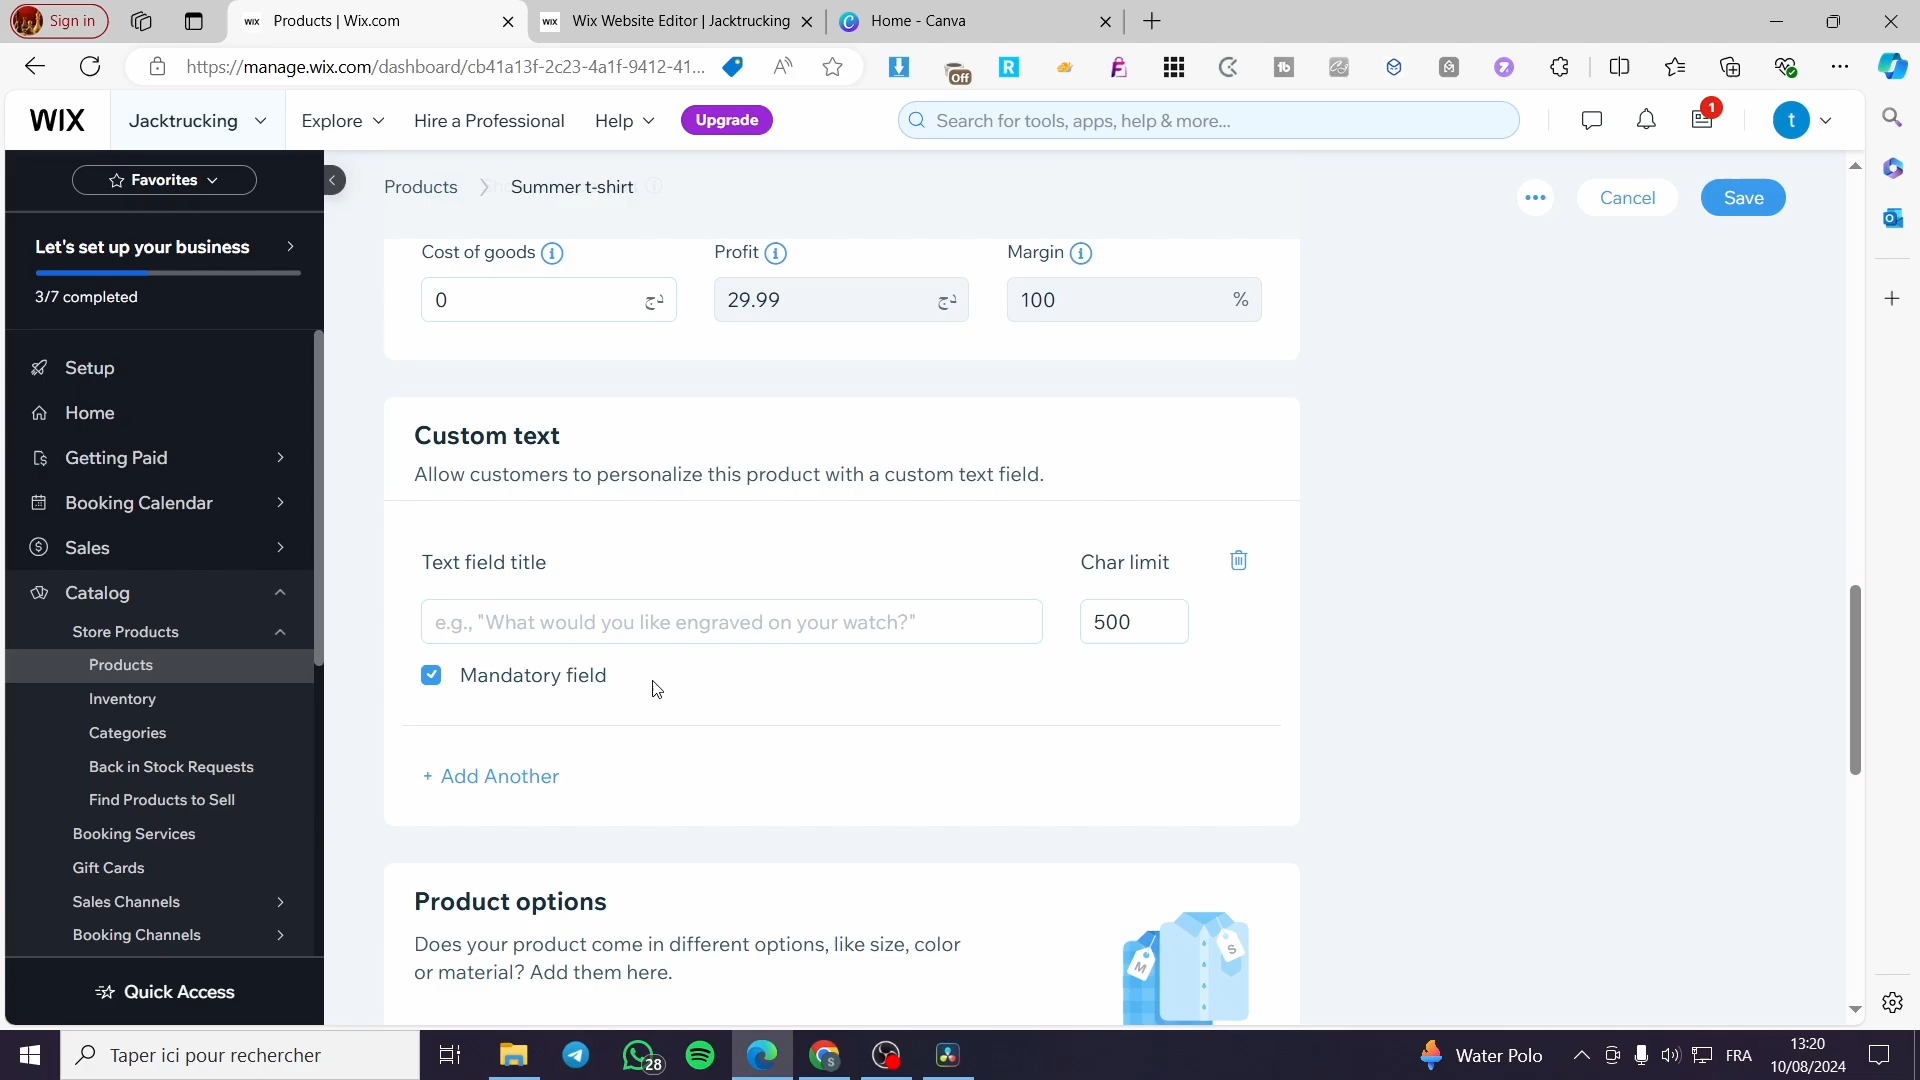 Sign in
WIX Products | Wix.com
WIX Wix Website Editor | Jacktrucking
C Home - Canva
https://manage.wix.com/dashboard/cb41a13f-2c23-4a1f-9412-41...
Off
WIX
Jacktrucking
Explore
Hire a Professional
Help
Upgrade
Search for tools, apps, help & more...
1
t
Favorites
Let's set up your business
3/7 completed
Setup
Home
Getting Paid
Booking Calendar
Sales
Catalog
Store Products
Products
Inventory
Categories
Back in Stock Requests
Find Products to Sell
Booking Services
Gift Cards
Sales Channels
Booking Channels
Quick Access
Products
Summer t-shirt
Cancel
Save
Cost of goods
Profit
Margin
0 دج
29.99 دج
100 %
Custom text
Allow customers to personalize this product with a custom text field.
Text field title
Char limit
e.g., "What would you like engraved on your watch?"
500
Mandatory field
+ Add Another
Product options
Does your product come in different options, like size, color
or material? Add them here.
M
S
Taper ici pour rechercher
28
S
Water Polo
FRA
13:20
10/08/2024